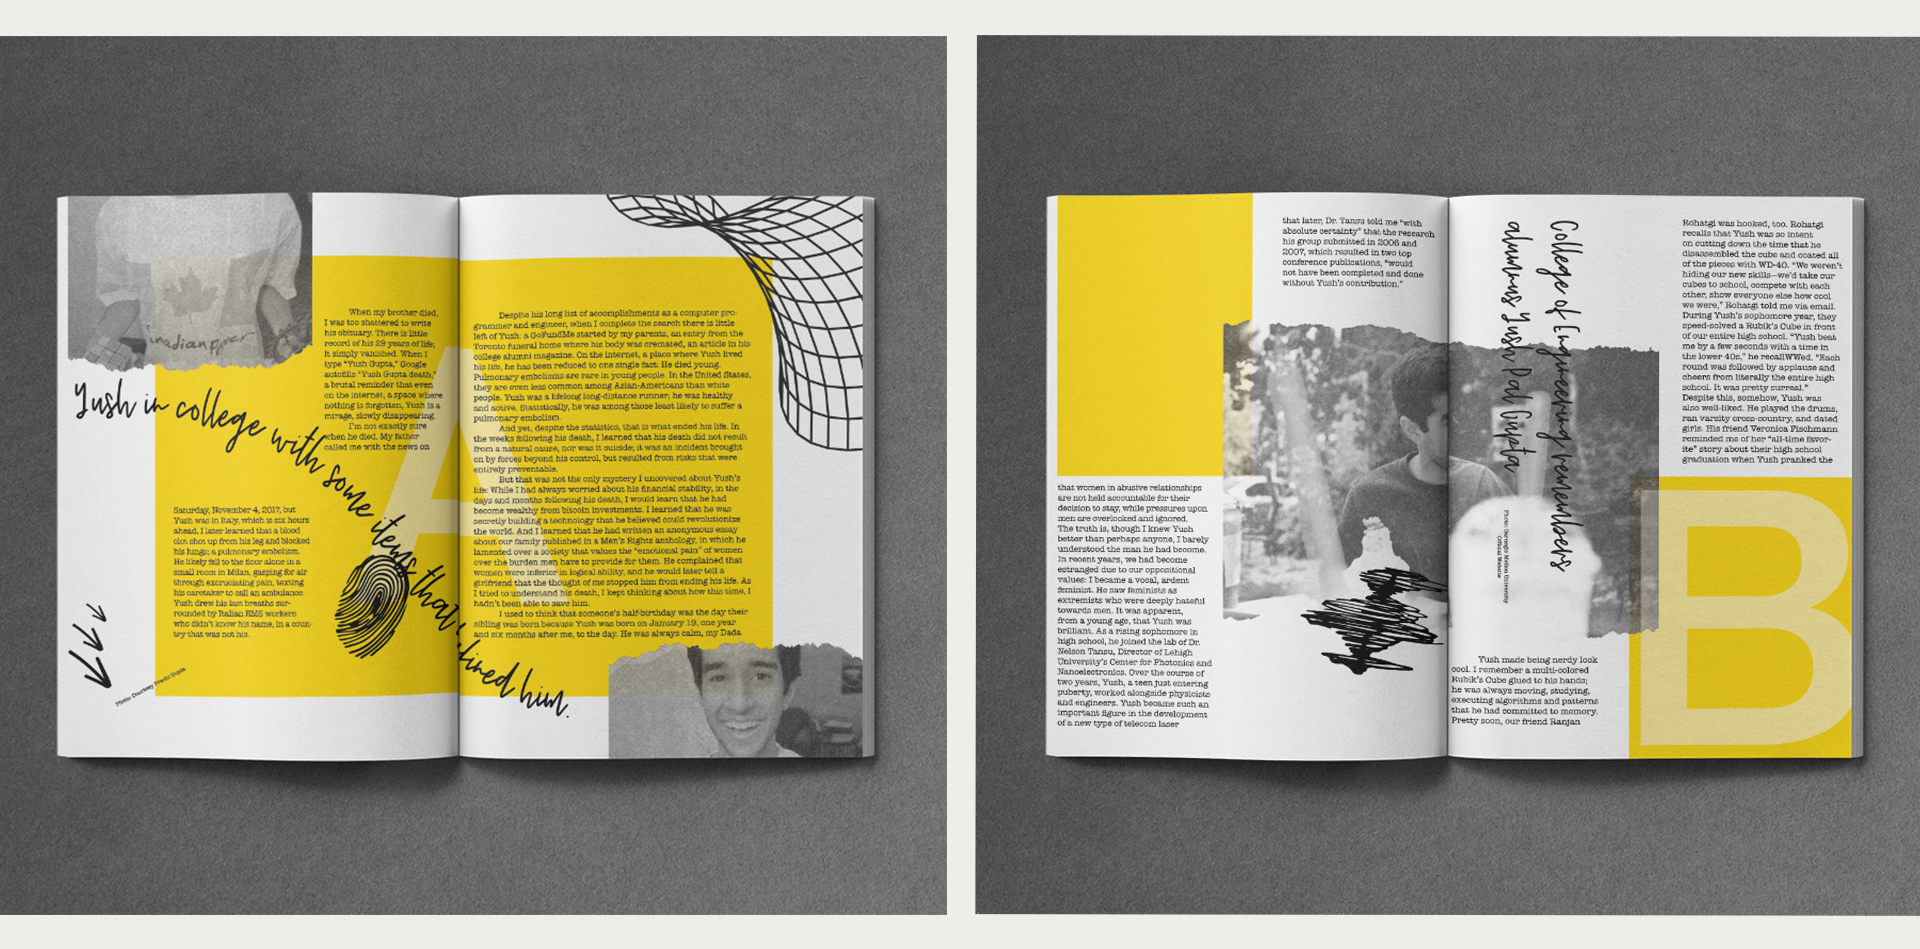 nadian
Yush in college with some items that defined him.
When my brother died,
I was too shattered to write
his obituary. There is little
record of his 29 years of life;
it simply vanished. When I
type “Yush Gupta,” Google
autofills “Yush Gupta death,”
a brutal reminder that even
on the internet, a space where
nothing is forgotten, Yush is a
mirage, slowly disappearing.
I’m not exactly sure
when he died. My father
called me with the news on
Saturday, November 4, 2017, but
Yush was in Italy, which is six hours
ahead. I later learned that a blood
clot shot up from his leg and blocked
his lungs; a pulmonary embolism.
He likely fell to the floor alone in a
small room in Milan, gasping for air
through excruciating pain, texting
his caretaker to call an ambulance.
Yush drew his last breaths sur-
rounded by Italian EMS workers
who didn’t know his name, in a coun-
try that was not his.
Photo: Courtesy Prachi Gupta
A
Despite his long list of accomplishments as a computer pro-
grammer and engineer, when I complete the search there is little
left of Yush: a GoFundMe started by my parents, an entry from the
Toronto funeral home where his body was cremated, an article in his
college alumni magazine. On the internet, a place where Yush lived
his life, he has been reduced to one single fact: He died young.
Pulmonary embolisms are rare in young people. In the United States,
they are even less common among Asian-Americans than white
people. Yush was a lifelong long-distance runner; he was healthy
and active. Statistically, he was among those least likely to suffer a
pulmonary embolism.
And yet, despite the statistics, that is what ended his life. In
the weeks following his death, I learned that his death did not result
from a natural cause, nor was it suicide; it was an incident brought
on by forces beyond his control, but resulted from risks that were
entirely preventable.
But that was not the only mystery I uncovered about Yush’s
life: While I had always worried about his financial stability, in the
days and months following his death, I would learn that he had
become wealthy from bitcoin investments. I learned that he was
secretly building a technology that he believed could revolutionize
the world. And I learned that he had written an anonymous essay
about our family published in a Men’s Rights anthology, in which he
lamented over a society that values the “emotional pain” of women
over the burden men have to provide for them. He complained that
women were inferior in logical ability, and he would later tell a
girlfriend that the thought of me stopped him from ending his life. As
I tried to understand his death, I kept thinking about how this time, I
hadn’t been able to save him.
I used to think that someone’s half-birthday was the day their
sibling was born because Yush was born on January 19, one year
and six months after me, to the day. He was always calm, my Dada
that women in abusive relationships
are not held accountable for their
decision to stay, while pressures upon
men are overlooked and ignored.
The truth is, though I knew Yush
better than perhaps anyone, I barely
understood the man he had become.
In recent years, we had become
estranged due to our oppositional
values: I became a vocal, ardent
feminist. He saw feminists as
extremists who were deeply hateful
towards men. It was apparent,
from a young age, that Yush was
brilliant. As a rising sophomore in
high school, he joined the lab of Dr.
Nelson Tansu, Director of Lehigh
University’s Center for Photonics and
Nanoelectronics. Over the course of
two years, Yush, a teen just entering
puberty, worked alongside physicists
and engineers. Yush became such an
important figure in the development
of a new type of telecom laser
that later, Dr. Tansu told me “with
absolute certainty” that the research
his group submitted in 2006 and
2007, which resulted in two top
conference publications, “would
not have been completed and done
without Yush’s contribution.”
College of Engineering remembers
alumnus Yush Pal Gupta
Photo: Carnegie Mellon University
Official Website
Yush made being nerdy look
cool. I remember a multi-colored
Rubik’s Cube glued to his hands;
he was always moving, studying,
executing algorithms and patterns
that he had committed to memory.
Pretty soon, our friend Ranjan
Rohatgi was hooked, too. Rohatgi
recalls that Yush was so intent
on cutting down the time that he
disassembled the cube and coated all
of the pieces with WD-40. “We weren’t
hiding our new skills—we’d take our
cubes to school, compete with each
other, show everyone else how cool
we were,” Rohatgi told me via email.
During Yush’s sophomore year, they
speed-solved a Rubik’s Cube in front
of our entire high school. “Yush beat
me by a few seconds with a time in
the lower 40s,” he recallWWed. “Each
round was followed by applause and
cheers from literally the entire high
school. It was pretty surreal.”
Despite this, somehow, Yush was
also well-liked. He played the drums,
ran varsity cross-country, and dated
girls. His friend Veronica Fischmann
reminded me of her “all-time favor-
ite” story about their high school
graduation when Yush pranked the
B